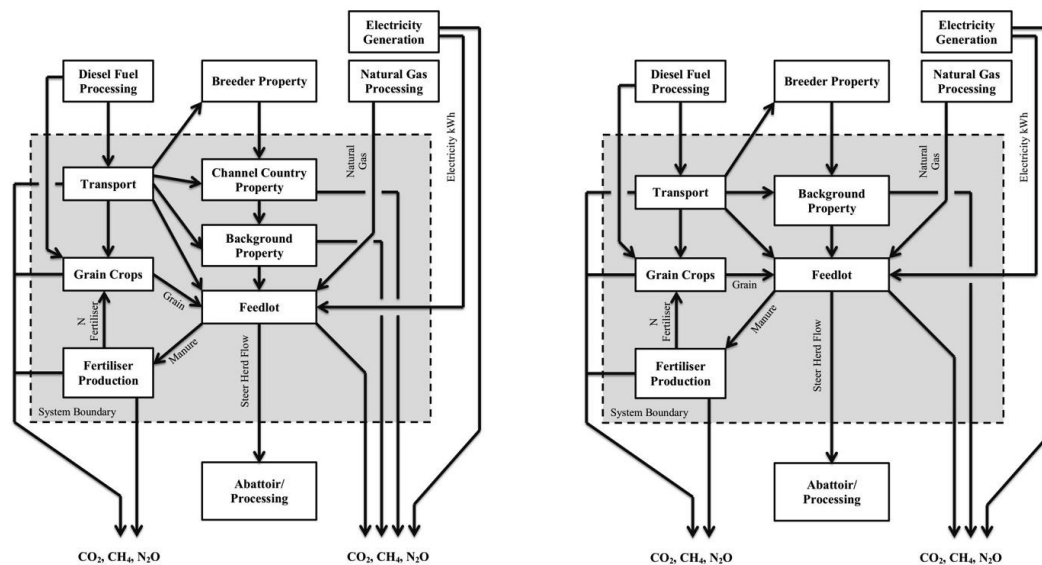 Electricity
Generation
Diesel Fuel
Processing
Breeder Property
Natural Gas
Processing
Natural
Gas
Electricity kWh
Transport
Channel Country
Property
Background
Property
Grain Crops
Grain
Feedlot
N
Fertiliser
Manure
Fertiliser
Production
Steer Herd Flow
System Boundary
Abattoir/
Processing
CO₂, CH₄, N₂O
CO₂, CH₄, N₂O
Electricity
Generation
Diesel Fuel
Processing
Breeder Property
Natural Gas
Processing
Natural
Gas
Electricity kWh
Transport
Background
Property
Grain Crops
Grain
Feedlot
N
Fertiliser
Manure
Fertiliser
Production
Steer Herd Flow
System Boundary
Abattoir/
Processing
CO₂, CH₄, N₂O
CO₂, CH₄, N₂O